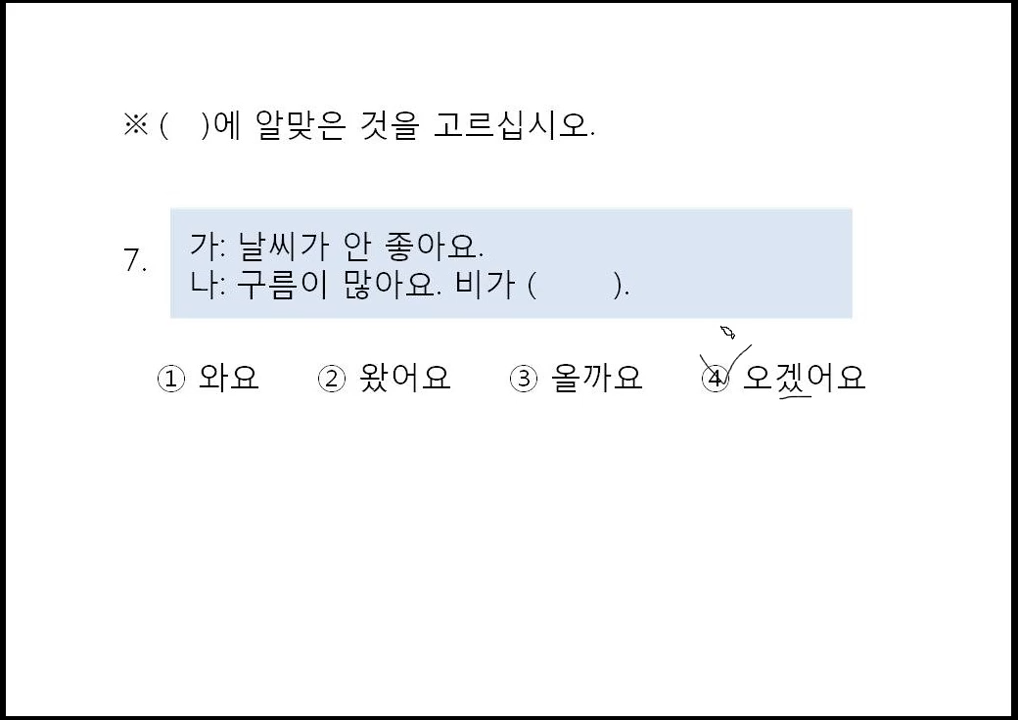 ※ (   )에 알맞은 것을 고르십시오.
7.
가: 날씨가 안 좋아요.
나: 구름이 많아요. 비가 (       ).
① 와요 ② 왔어요 ③ 올까요 ④ 오겠어요